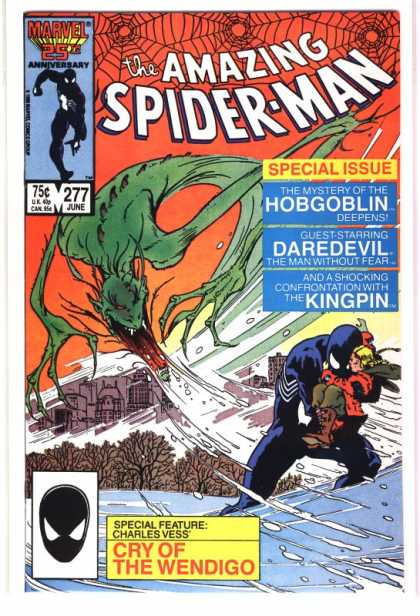 MARVEL
25TH
ANNIVERSARY
the AMAZING
SPIDER-MAN
TM
75¢
U.K. 40p
CAN. 95¢
277
JUNE
SPECIAL ISSUE
THE MYSTERY OF THE
HOBGOBLIN
DEEPENS!
GUEST-STARRING
DAREDEVIL
THE MAN WITHOUT FEAR
AND A SHOCKING
CONFRONTATION WITH
THE KINGPIN
SPECIAL FEATURE:
CHARLES VESS'
CRY OF
THE WENDIGO